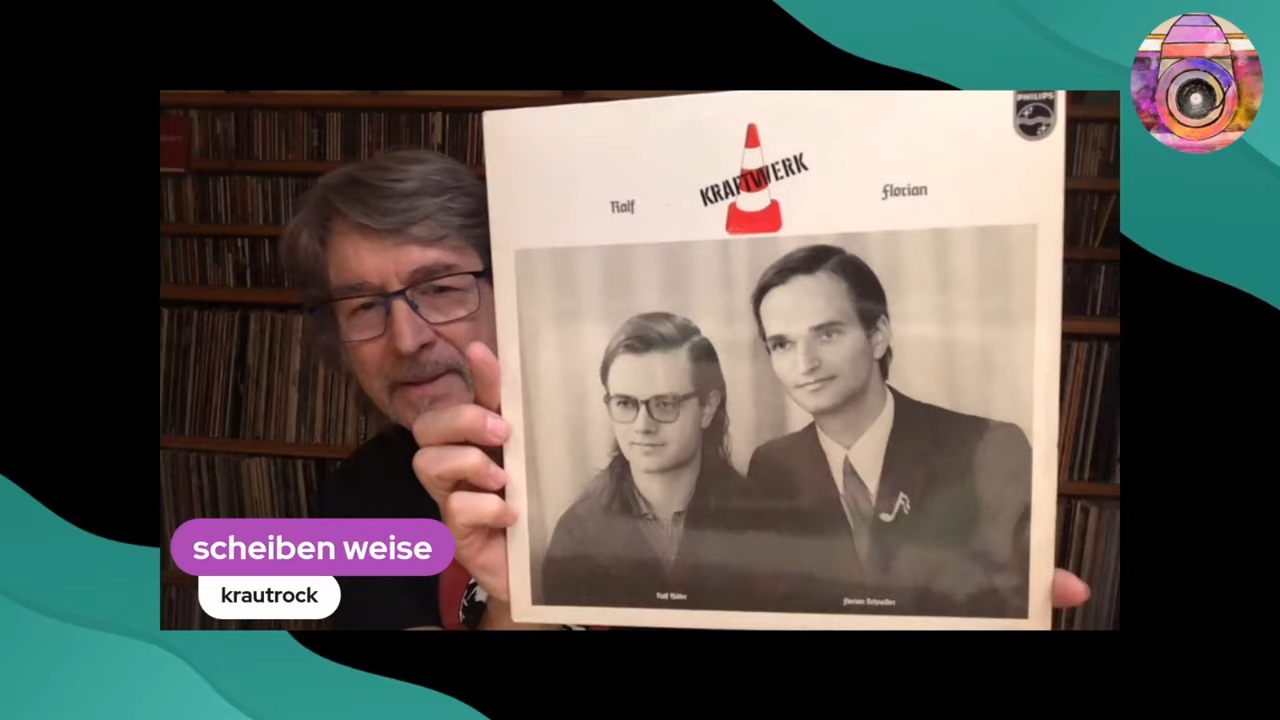 PHILIPS
KRAFTWERK
Ralf
Florian
scheiben weise
krautrock
Ralf Hütter
Florian Schneider